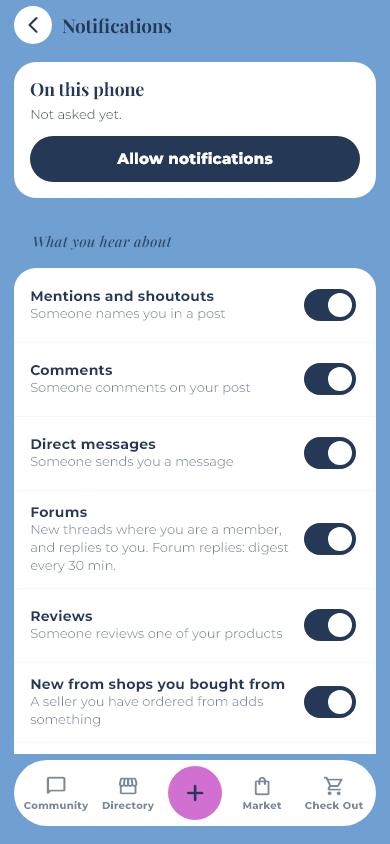 Notifications
On this phone
Not asked yet.
Allow notifications
What you hear about
Mentions and shoutouts
Someone names you in a post
Comments
Someone comments on your post
Direct messages
Someone sends you a message
Forums
New threads where you are a member,
and replies to you. Forum replies: digest
every 30 min.
Reviews
Someone reviews one of your products
New from shops you bought from
A seller you have ordered from adds
something
Community
Directory
Market
Check Out